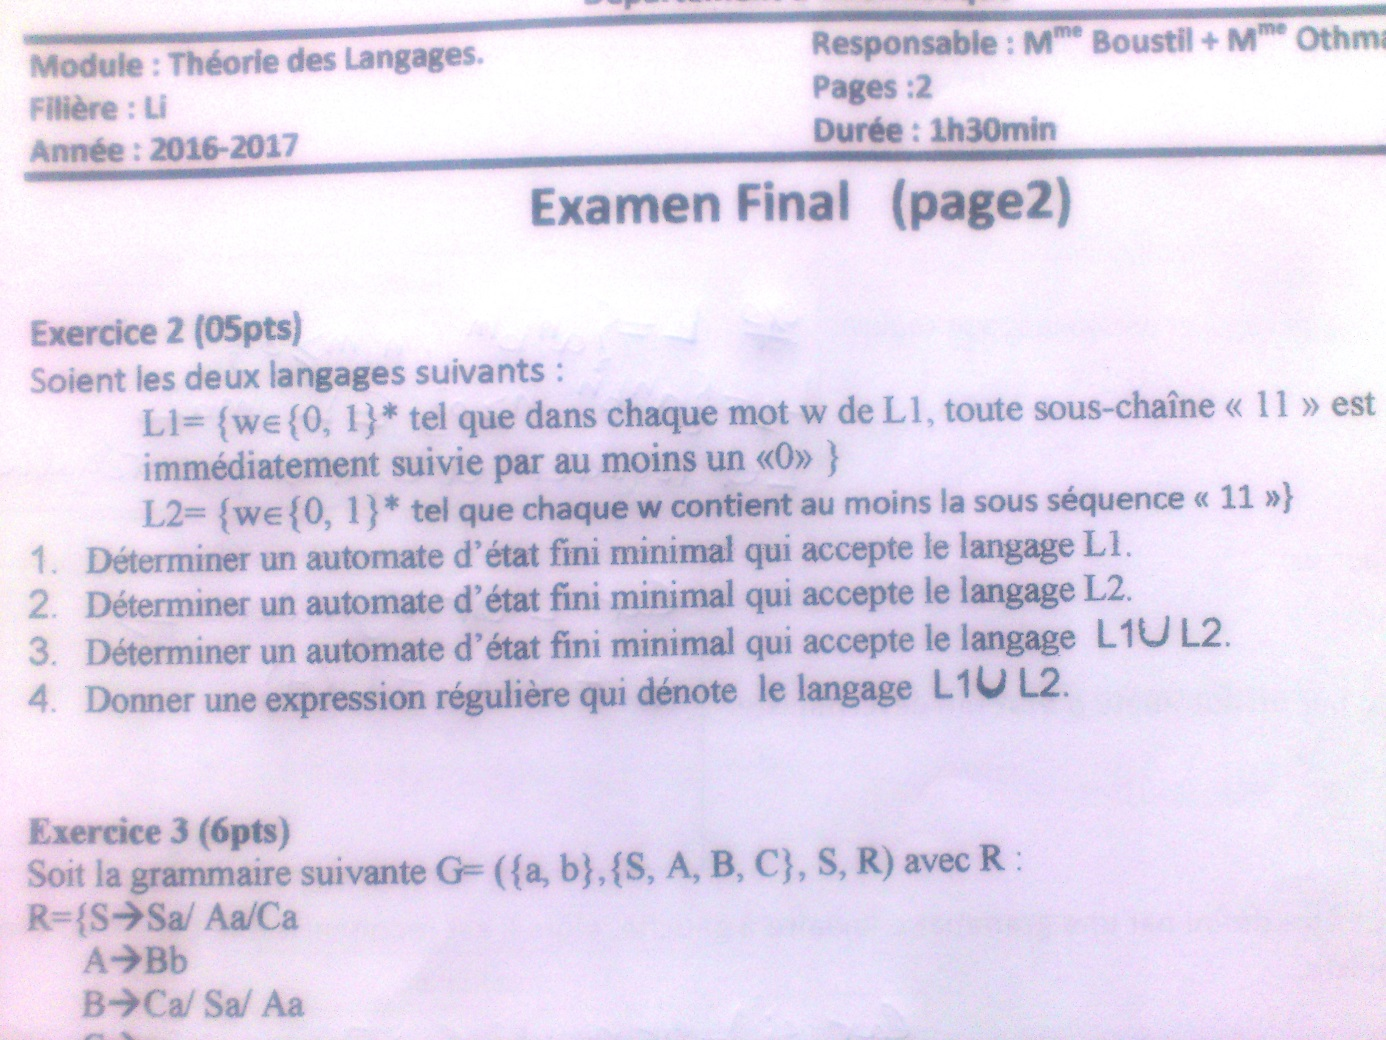 Module : Théorie des Langages.
Filière : Li
Année : 2016-2017
Responsable : Mme Boustil + Mme
Pages :2
Durée : 1h30min
Examen Final (page2)
Exercice 2 (05pts)
Soient les deux langages suivants :
L1= {w∈{0, 1}* tel que dans chaque mot w de L1, toute sous-chaîne « 11 » est
immédiatement suivie par au moins un «0» }
L2= {w∈{0, 1}* tel que chaque w contient au moins la sous séquence « 11 »}
1. Déterminer un automate d'état fini minimal qui accepte le langage L1.
2. Déterminer un automate d'état fini minimal qui accepte le langage L2.
3. Déterminer un automate d'état fini minimal qui accepte le langage L1∪ L2.
4. Donner une expression régulière qui dénote le langage L1∪ L2.
Exercice 3 (6pts)
Soit la grammaire suivante G= ({a, b},{S, A, B, C}, S, R) avec R :
R={S→Sa/ Aa/Ca
A→Bb
B→Ca/ Sa/ Aa